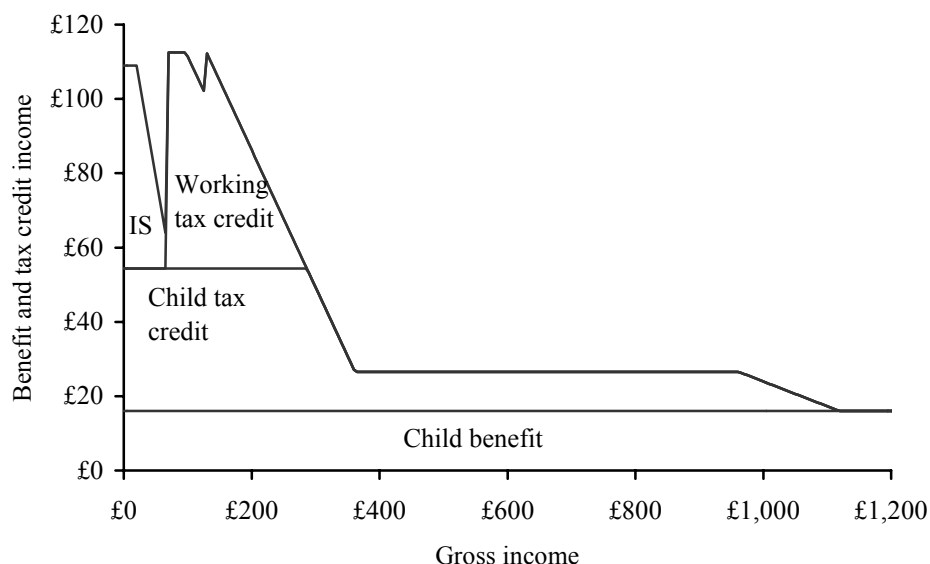 £120
£100
£80
£60
£40
£20
£0
Benefit and tax credit income
IS
Working
tax credit
Child tax
credit
Child benefit
£0 £200 £400 £600 £800 £1,000 £1,200
Gross income